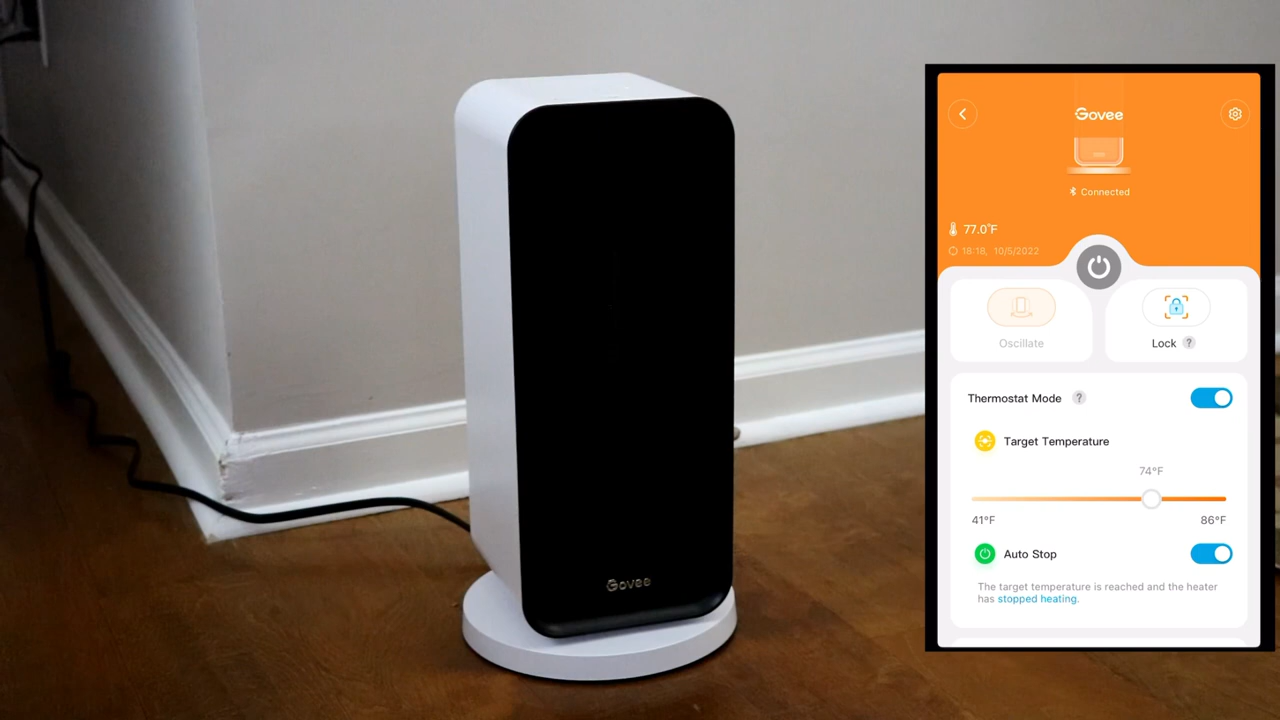 Govee
Govee
Connected
77.0°F
18:18, 10/5/2022
Oscillate
Lock ?
Thermostat Mode ?
Target Temperature
74°F
41°F 86°F
Auto Stop
The target temperature is reached and the heater
has stopped heating.